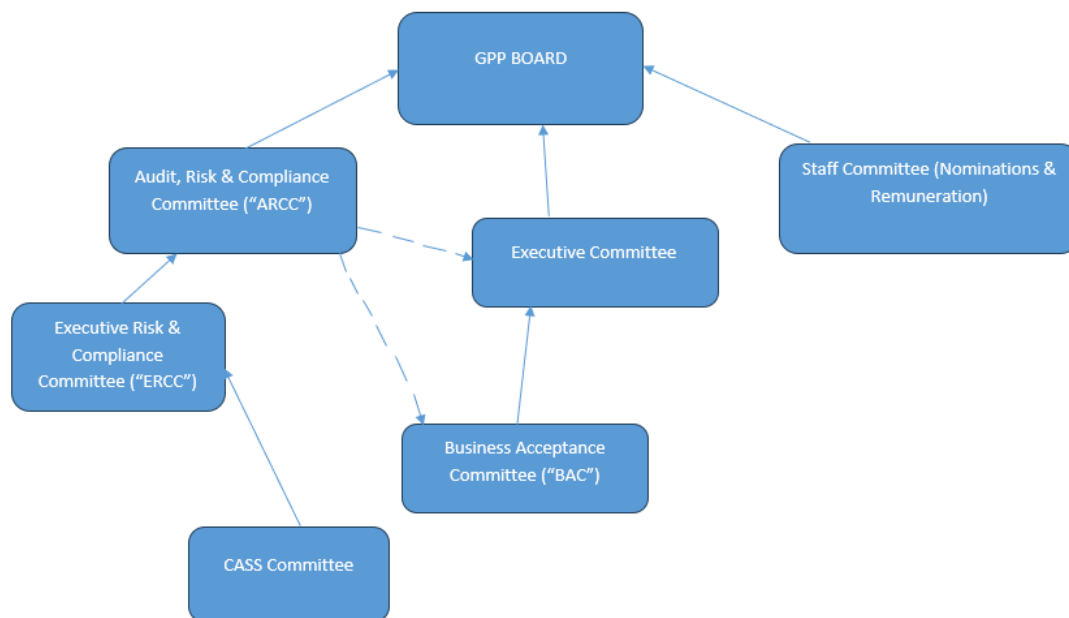 GPP BOARD
Audit, Risk & Compliance
Committee (“ARCC”)
Staff Committee (Nominations &
Remuneration)
Executive Committee
Executive Risk &
Compliance
Committee (“ERCC”)
Business Acceptance
Committee (“BAC”)
CASS Committee